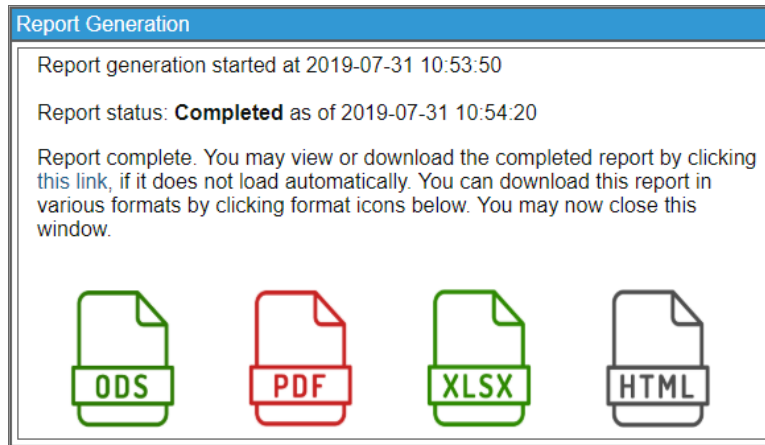 Report Generation
Report generation started at 2019-07-31 10:53:50
Report status: Completed as of 2019-07-31 10:54:20
Report complete. You may view or download the completed report by clicking
this link, if it does not load automatically. You can download this report in
various formats by clicking format icons below. You may now close this
window.
ODS PDF XLSX HTML